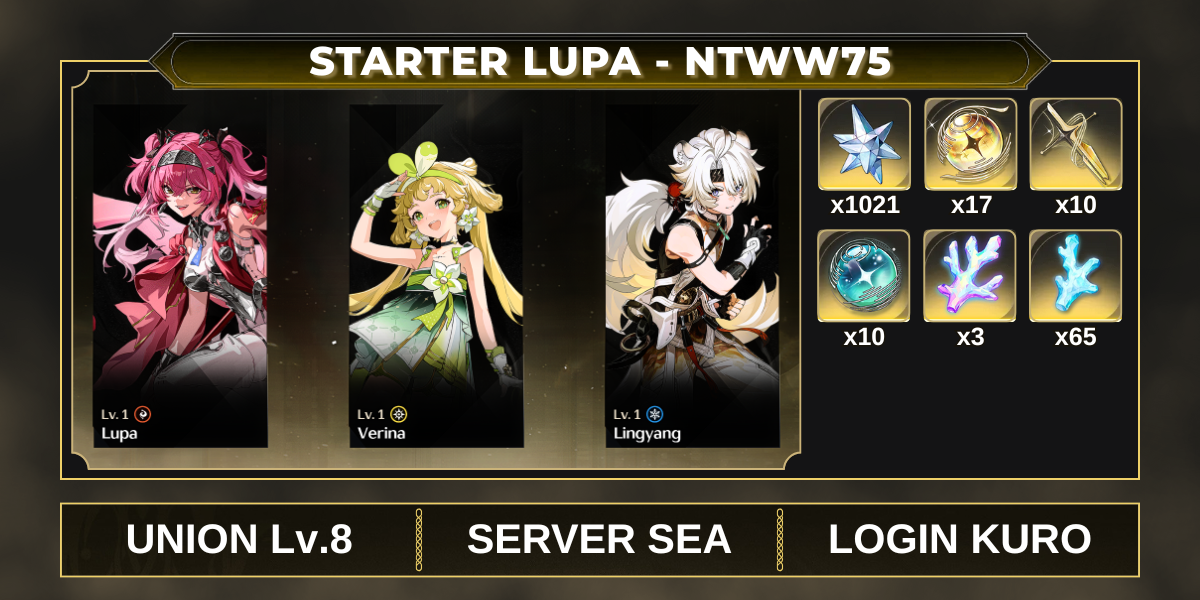 STARTER LUPA - NTWW75
Lv. 1
Lupa
Lv. 1
Verina
Lv. 1
Lingyang
x1021
x17
x10
x10
x3
x65
UNION Lv.8
SERVER SEA
LOGIN KURO